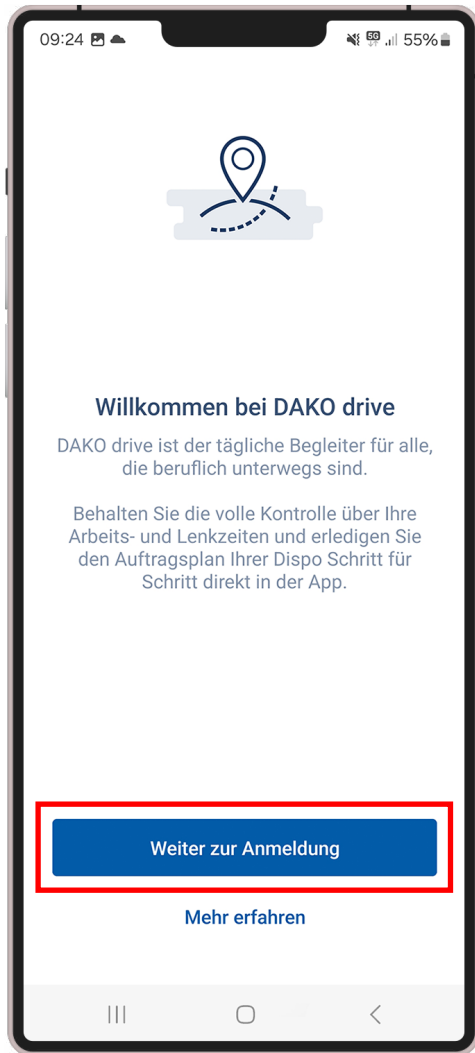 09:24 5G 55%
Willkommen bei DAKO drive
DAKO drive ist der tägliche Begleiter für alle,
die beruflich unterwegs sind.
Behalten Sie die volle Kontrolle über Ihre
Arbeits- und Lenkzeiten und erledigen Sie
den Auftragsplan Ihrer Dispo Schritt für
Schritt direkt in der App.
Weiter zur Anmeldung
Mehr erfahren